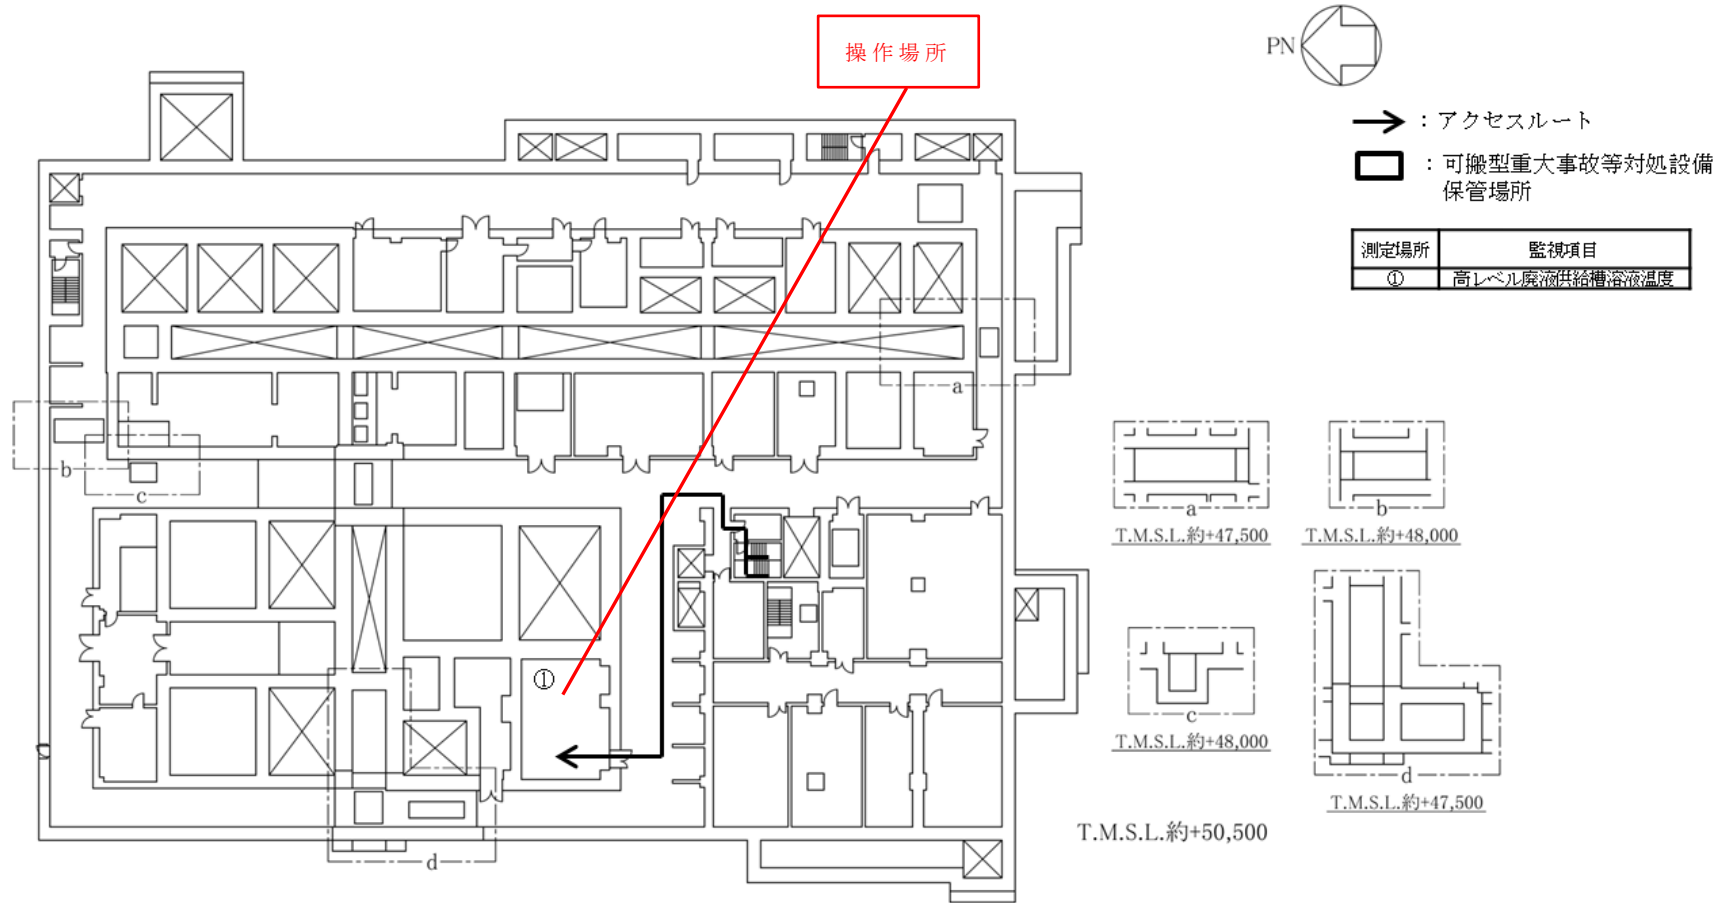 操作場所
PN
：アクセスルート
：可搬型重大事故等対処設備
保管場所
測定場所 監視項目
① 高レベル廃液供給槽溶液温度
a
b
c
①
d
a
T.M.S.L.約+47,500
b
T.M.S.L.約+48,000
c
T.M.S.L.約+48,000
d
T.M.S.L.約+47,500
T.M.S.L.約+50,500